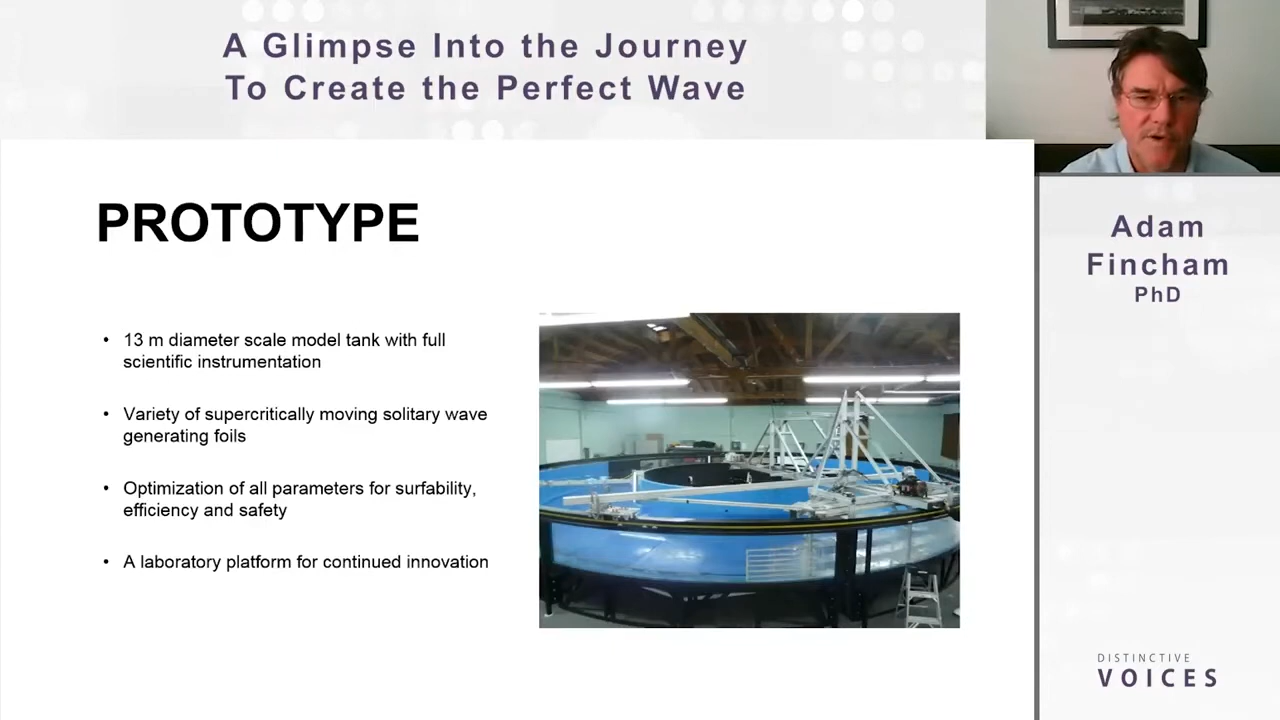 A Glimpse Into the Journey
To Create the Perfect Wave
PROTOTYPE
• 13 m diameter scale model tank with full
scientific instrumentation
• Variety of supercritically moving solitary wave
generating foils
• Optimization of all parameters for surfability,
efficiency and safety
• A laboratory platform for continued innovation
Adam
Fincham
PhD
DISTINCTIVE
VOICES